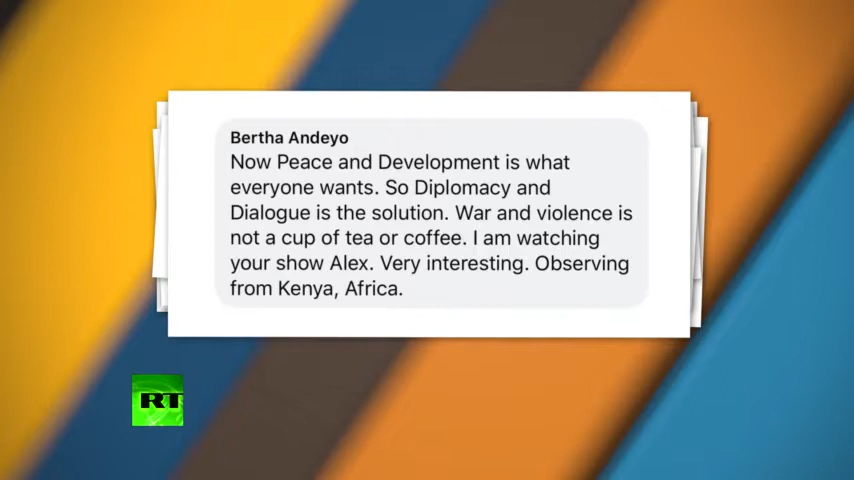 Bertha Andeyo
Now Peace and Development is what
everyone wants. So Diplomacy and
Dialogue is the solution. War and violence is
not a cup of tea or coffee. I am watching
your show Alex. Very interesting. Observing
from Kenya, Africa.
RT